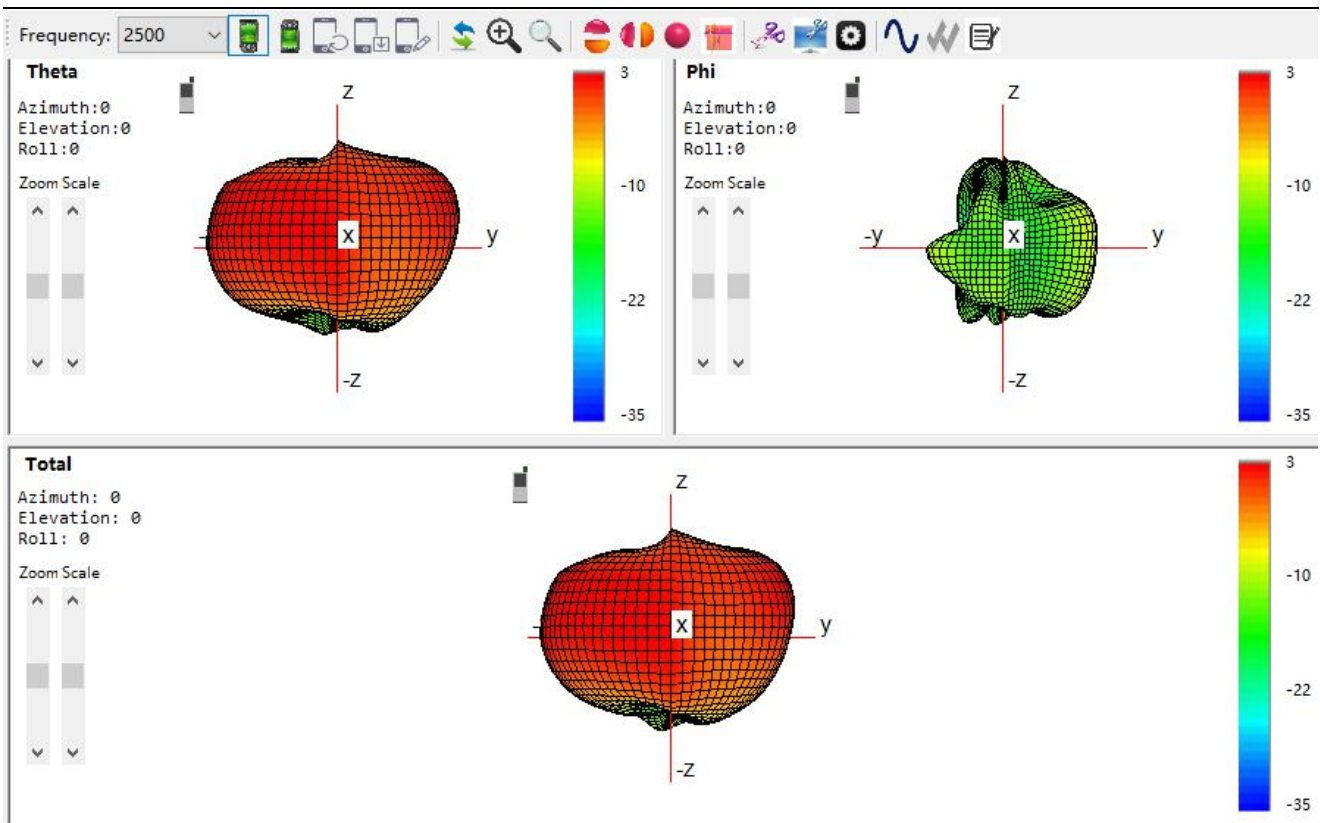 Frequency: 2500
Theta
Azimuth:0
Elevation:0
Roll:0
Zoom Scale
z
x
y
-z
3
-10
-22
-35
Phi
Azimuth:0
Elevation:0
Roll:0
Zoom Scale
z
-y
x
y
-z
3
-10
-22
-35
Total
Azimuth: 0
Elevation: 0
Roll: 0
Zoom Scale
z
x
y
-z
3
-10
-22
-35